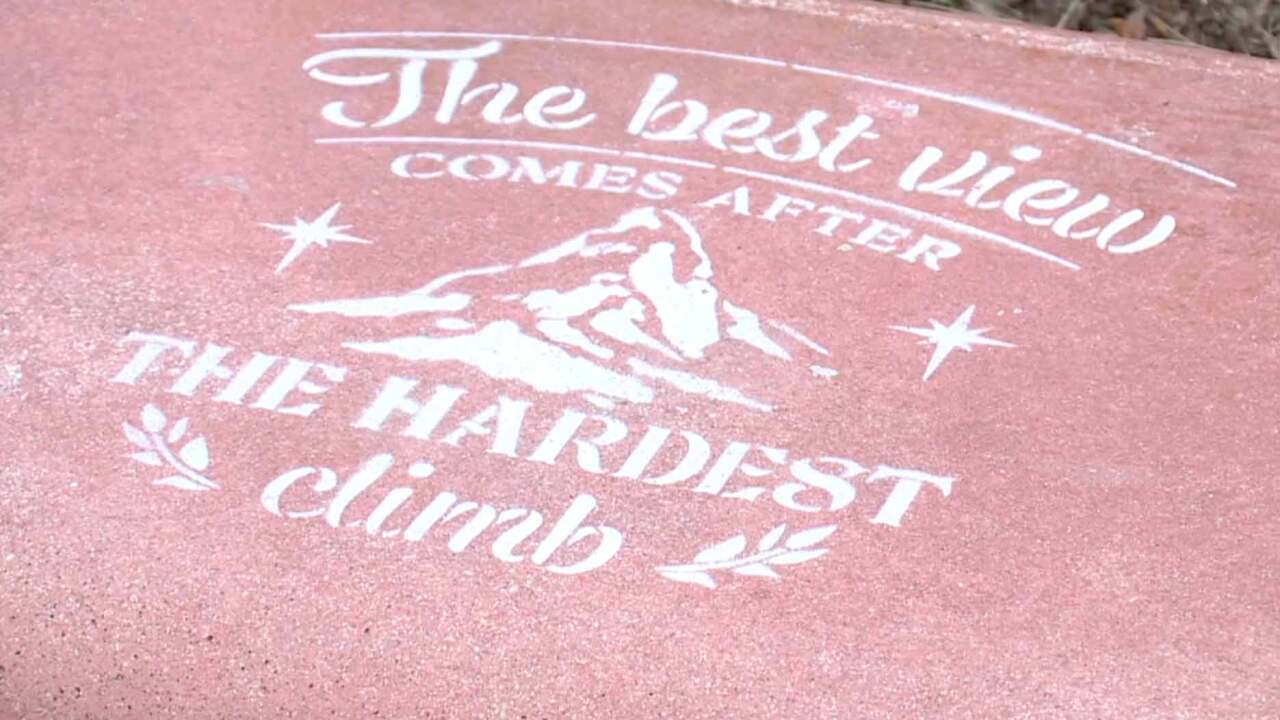 The best view
COMES AFTER
THE HARDEST
climb